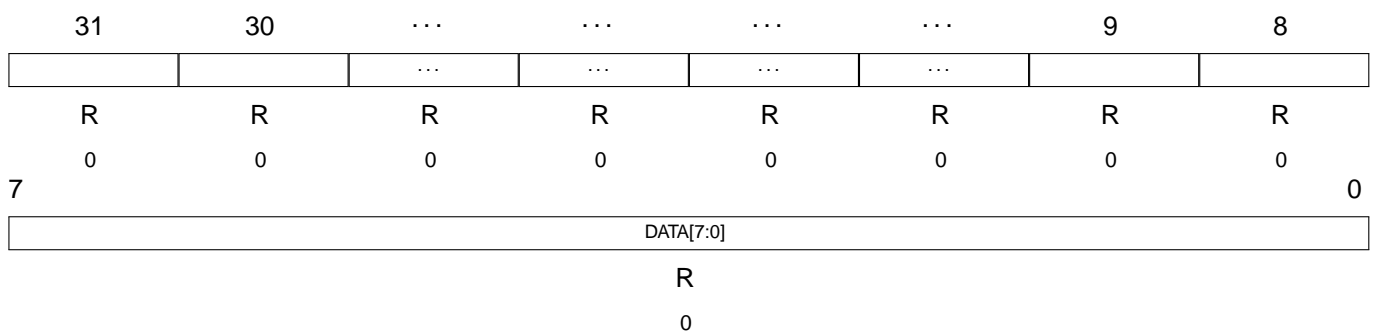 31 30 ... ... ... ... 9 8
... ... ... ...
R R R R R R R R
0 0 0 0 0 0 0 0
7 0
DATA[7:0]
R
0